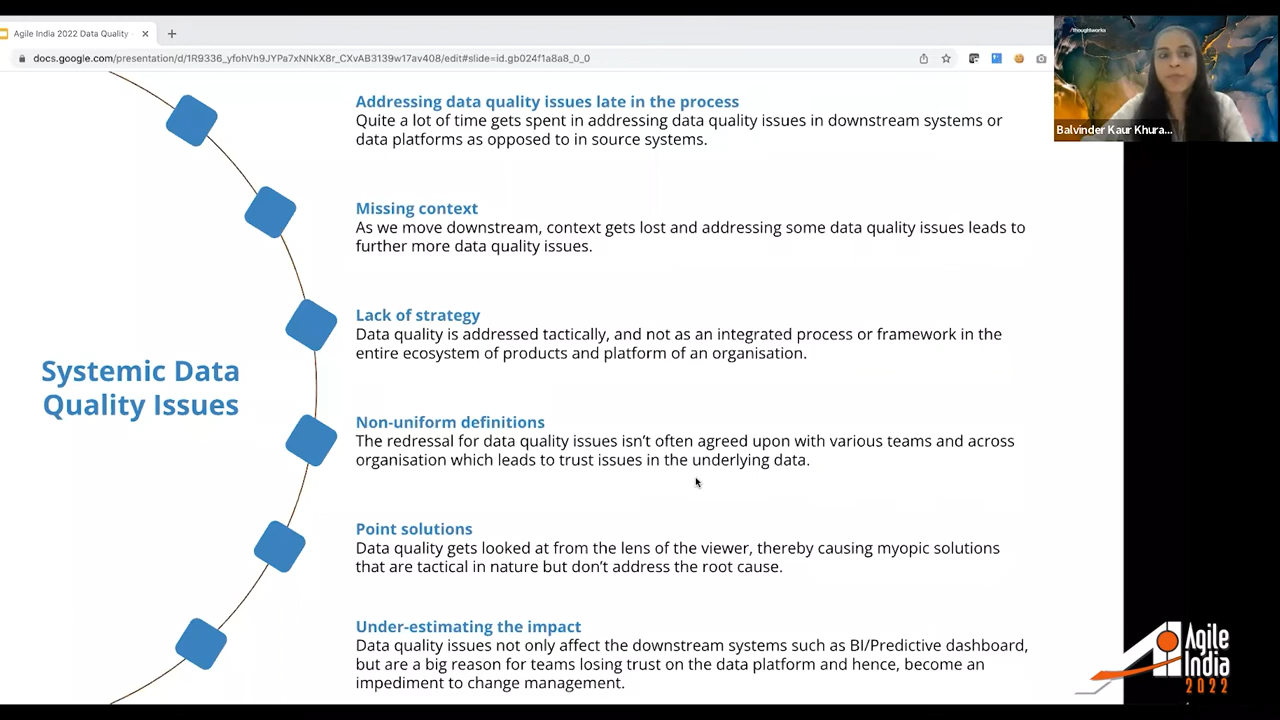 Agile India 2022 Data Quality
docs.google.com/presentation/d/1R9336_yfohVh9JYPa7xNNkX8r_CXvAB3139w17av408/edit#slide=id.gb024f1a8a8_0_0
/thoughtworks
Balvinder Kaur Khura...
Addressing data quality issues late in the process
Quite a lot of time gets spent in addressing data quality issues in downstream systems or
data platforms as opposed to in source systems.
Missing context
As we move downstream, context gets lost and addressing some data quality issues leads to
further more data quality issues.
Lack of strategy
Data quality is addressed tactically, and not as an integrated process or framework in the
entire ecosystem of products and platform of an organisation.
Systemic Data
Quality Issues
Non-uniform definitions
The redressal for data quality issues isn't often agreed upon with various teams and across
organisation which leads to trust issues in the underlying data.
Point solutions
Data quality gets looked at from the lens of the viewer, thereby causing myopic solutions
that are tactical in nature but don't address the root cause.
Under-estimating the impact
Data quality issues not only affect the downstream systems such as BI/Predictive dashboard,
but are a big reason for teams losing trust on the data platform and hence, become an
impediment to change management.
Agile
India
2022